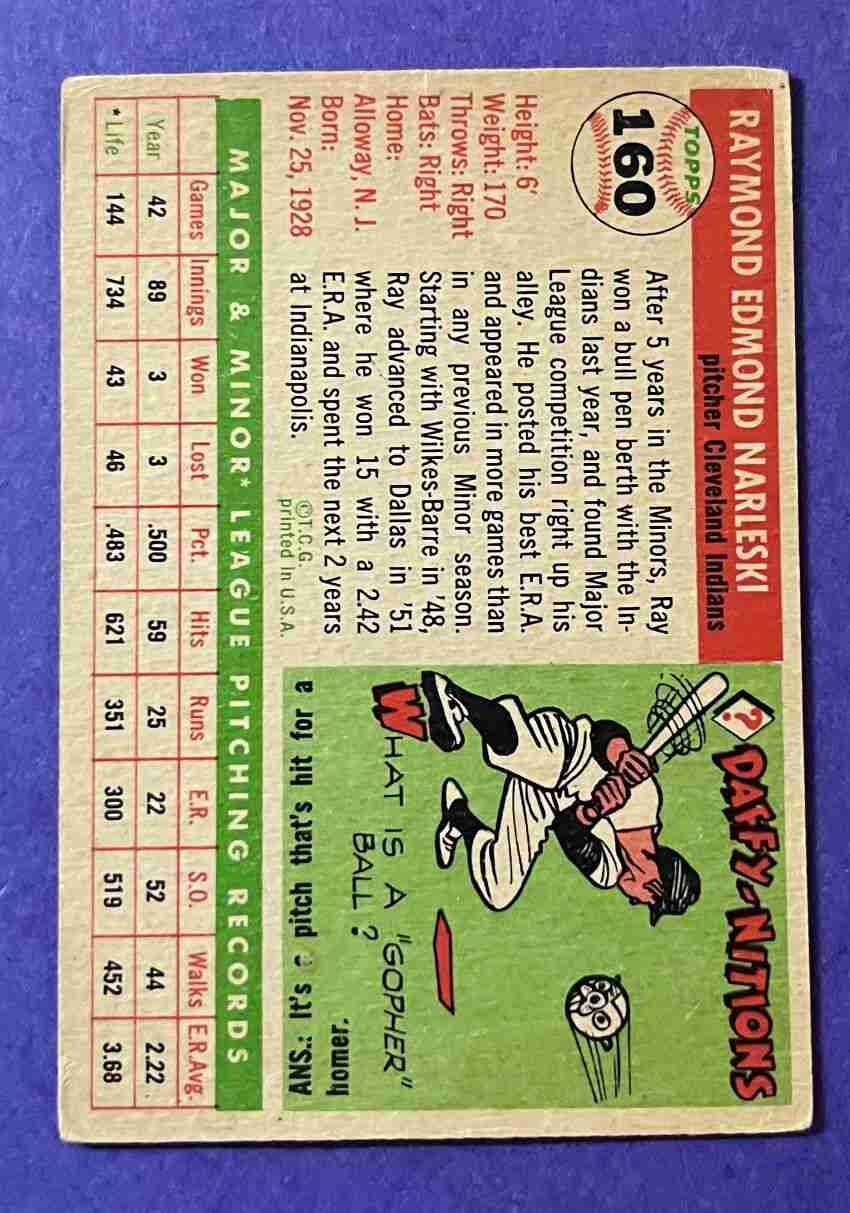 TOPPS
160
RAYMOND EDMOND NARLESKI
pitcher Cleveland Indians
Height: 6'
Weight: 170
Throws: Right
Bats: Right
Home:
Alloway, N. J.
Born:
Nov. 25, 1928
After 5 years in the Minors, Ray
won a bull pen berth with the In-
dians last year, and found Major
League competition right up his
alley. He posted his best E.R.A.
and appeared in more games than
in any previous Minor season.
Starting with Wilkes-Barre in '48,
Ray advanced to Dallas in '51
where he won 15 with a 2.42
E.R.A. and spent the next 2 years
at Indianapolis.
©T.C.G.
printed in U.S.A.
? DAFFY-NITIONS
WHAT IS A "GOPHER"
BALL?
ANS.: It's a pitch that's hit for a
homer.
MAJOR & MINOR* LEAGUE PITCHING RECORDS
Games Innings Won Lost Pct. Hits Runs E.R. S.O. Walks E.R.Avg.
Year 42 89 3 3 .500 59 25 22 52 44 2.22
*Life 144 734 43 46 .483 621 351 300 519 452 3.68